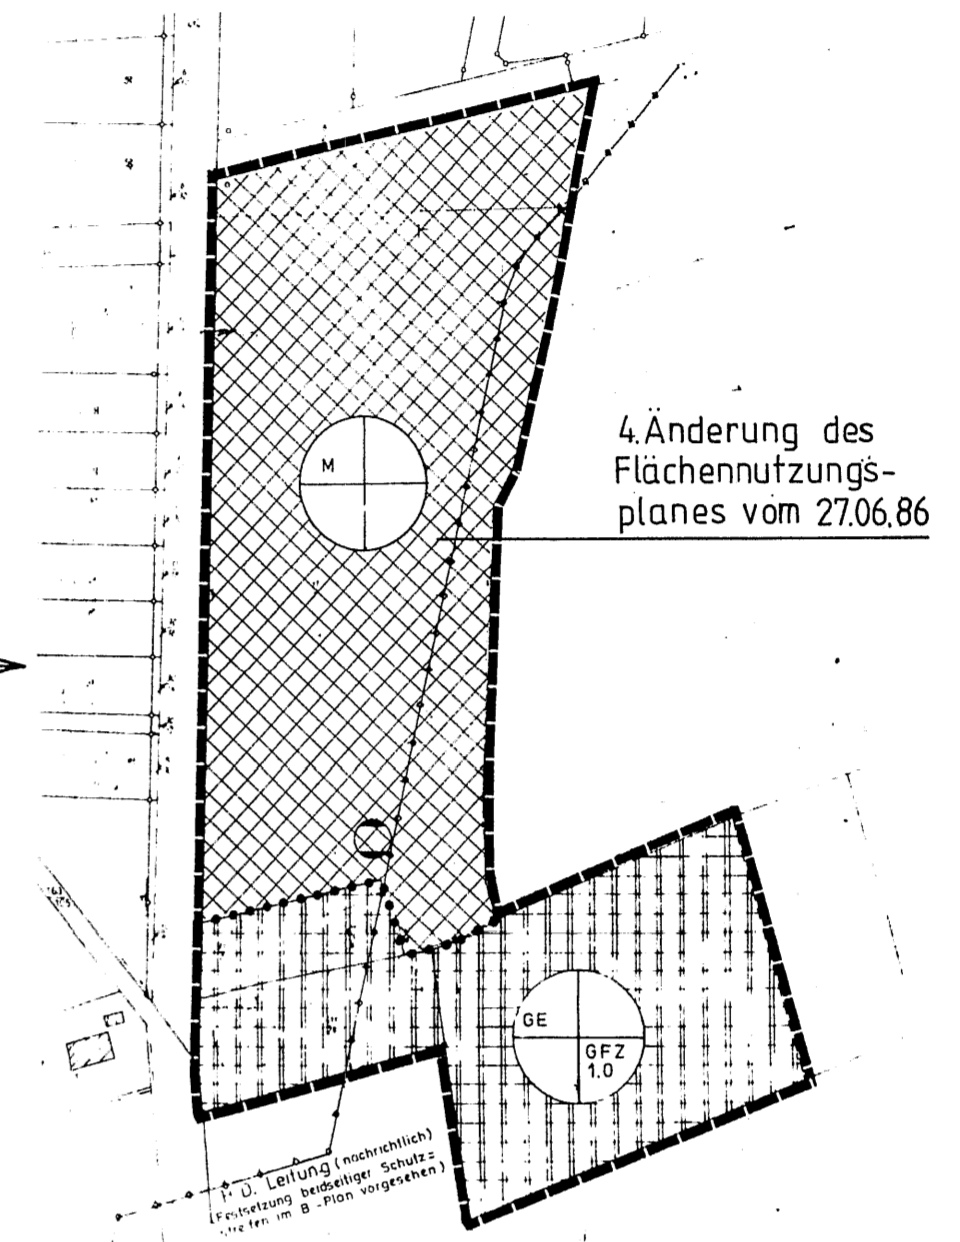 M
4. Änderung des
Flächennutzungs-
planes vom 27.06.86
GE
GFZ
1.0
Leitung (nachrichtlich)
Festsetzung beidseitiger Schutz=
im B-Plan vorgesehen)